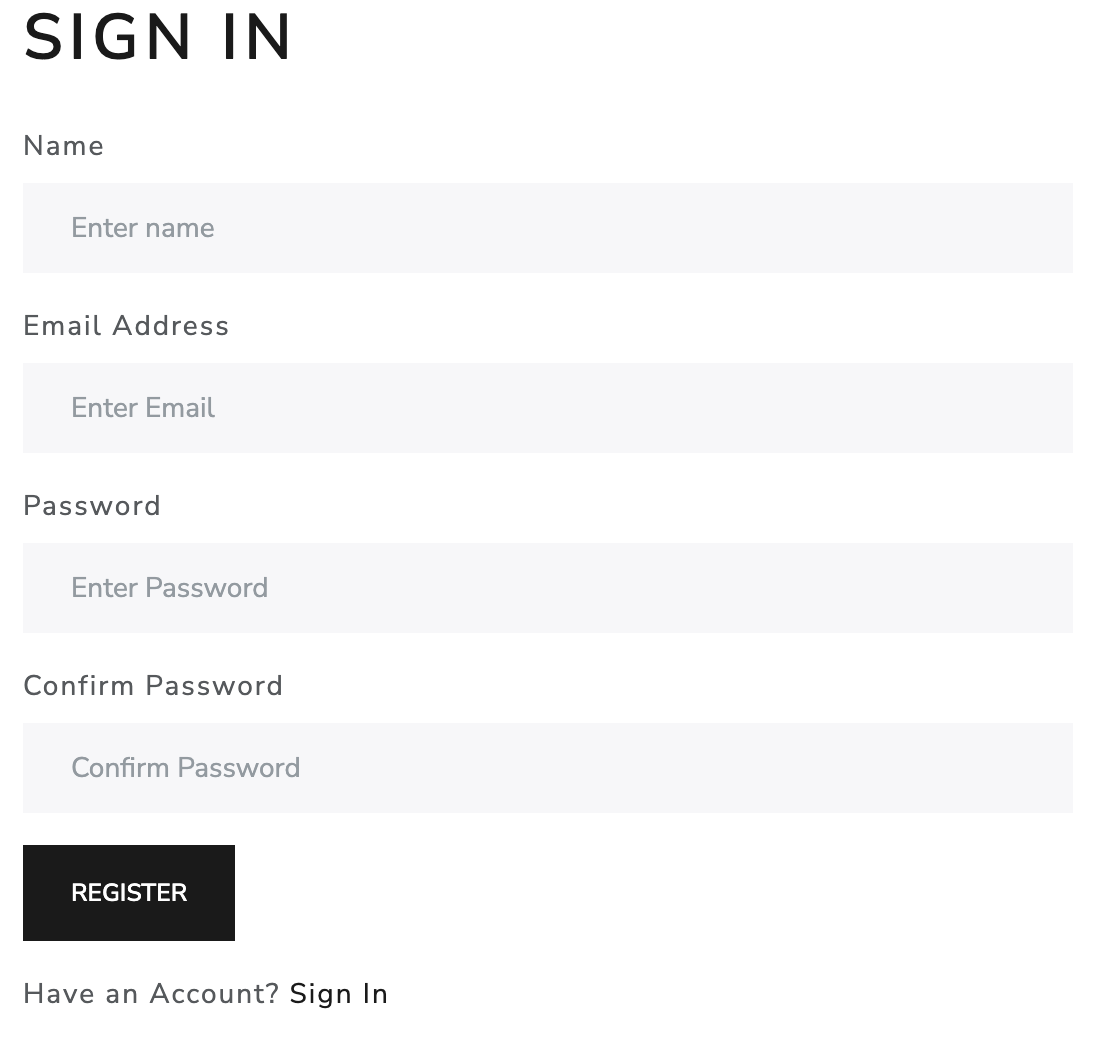 SIGN IN
Name
Enter name
Email Address
Enter Email
Password
Enter Password
Confirm Password
Confirm Password
REGISTER
Have an Account? Sign In